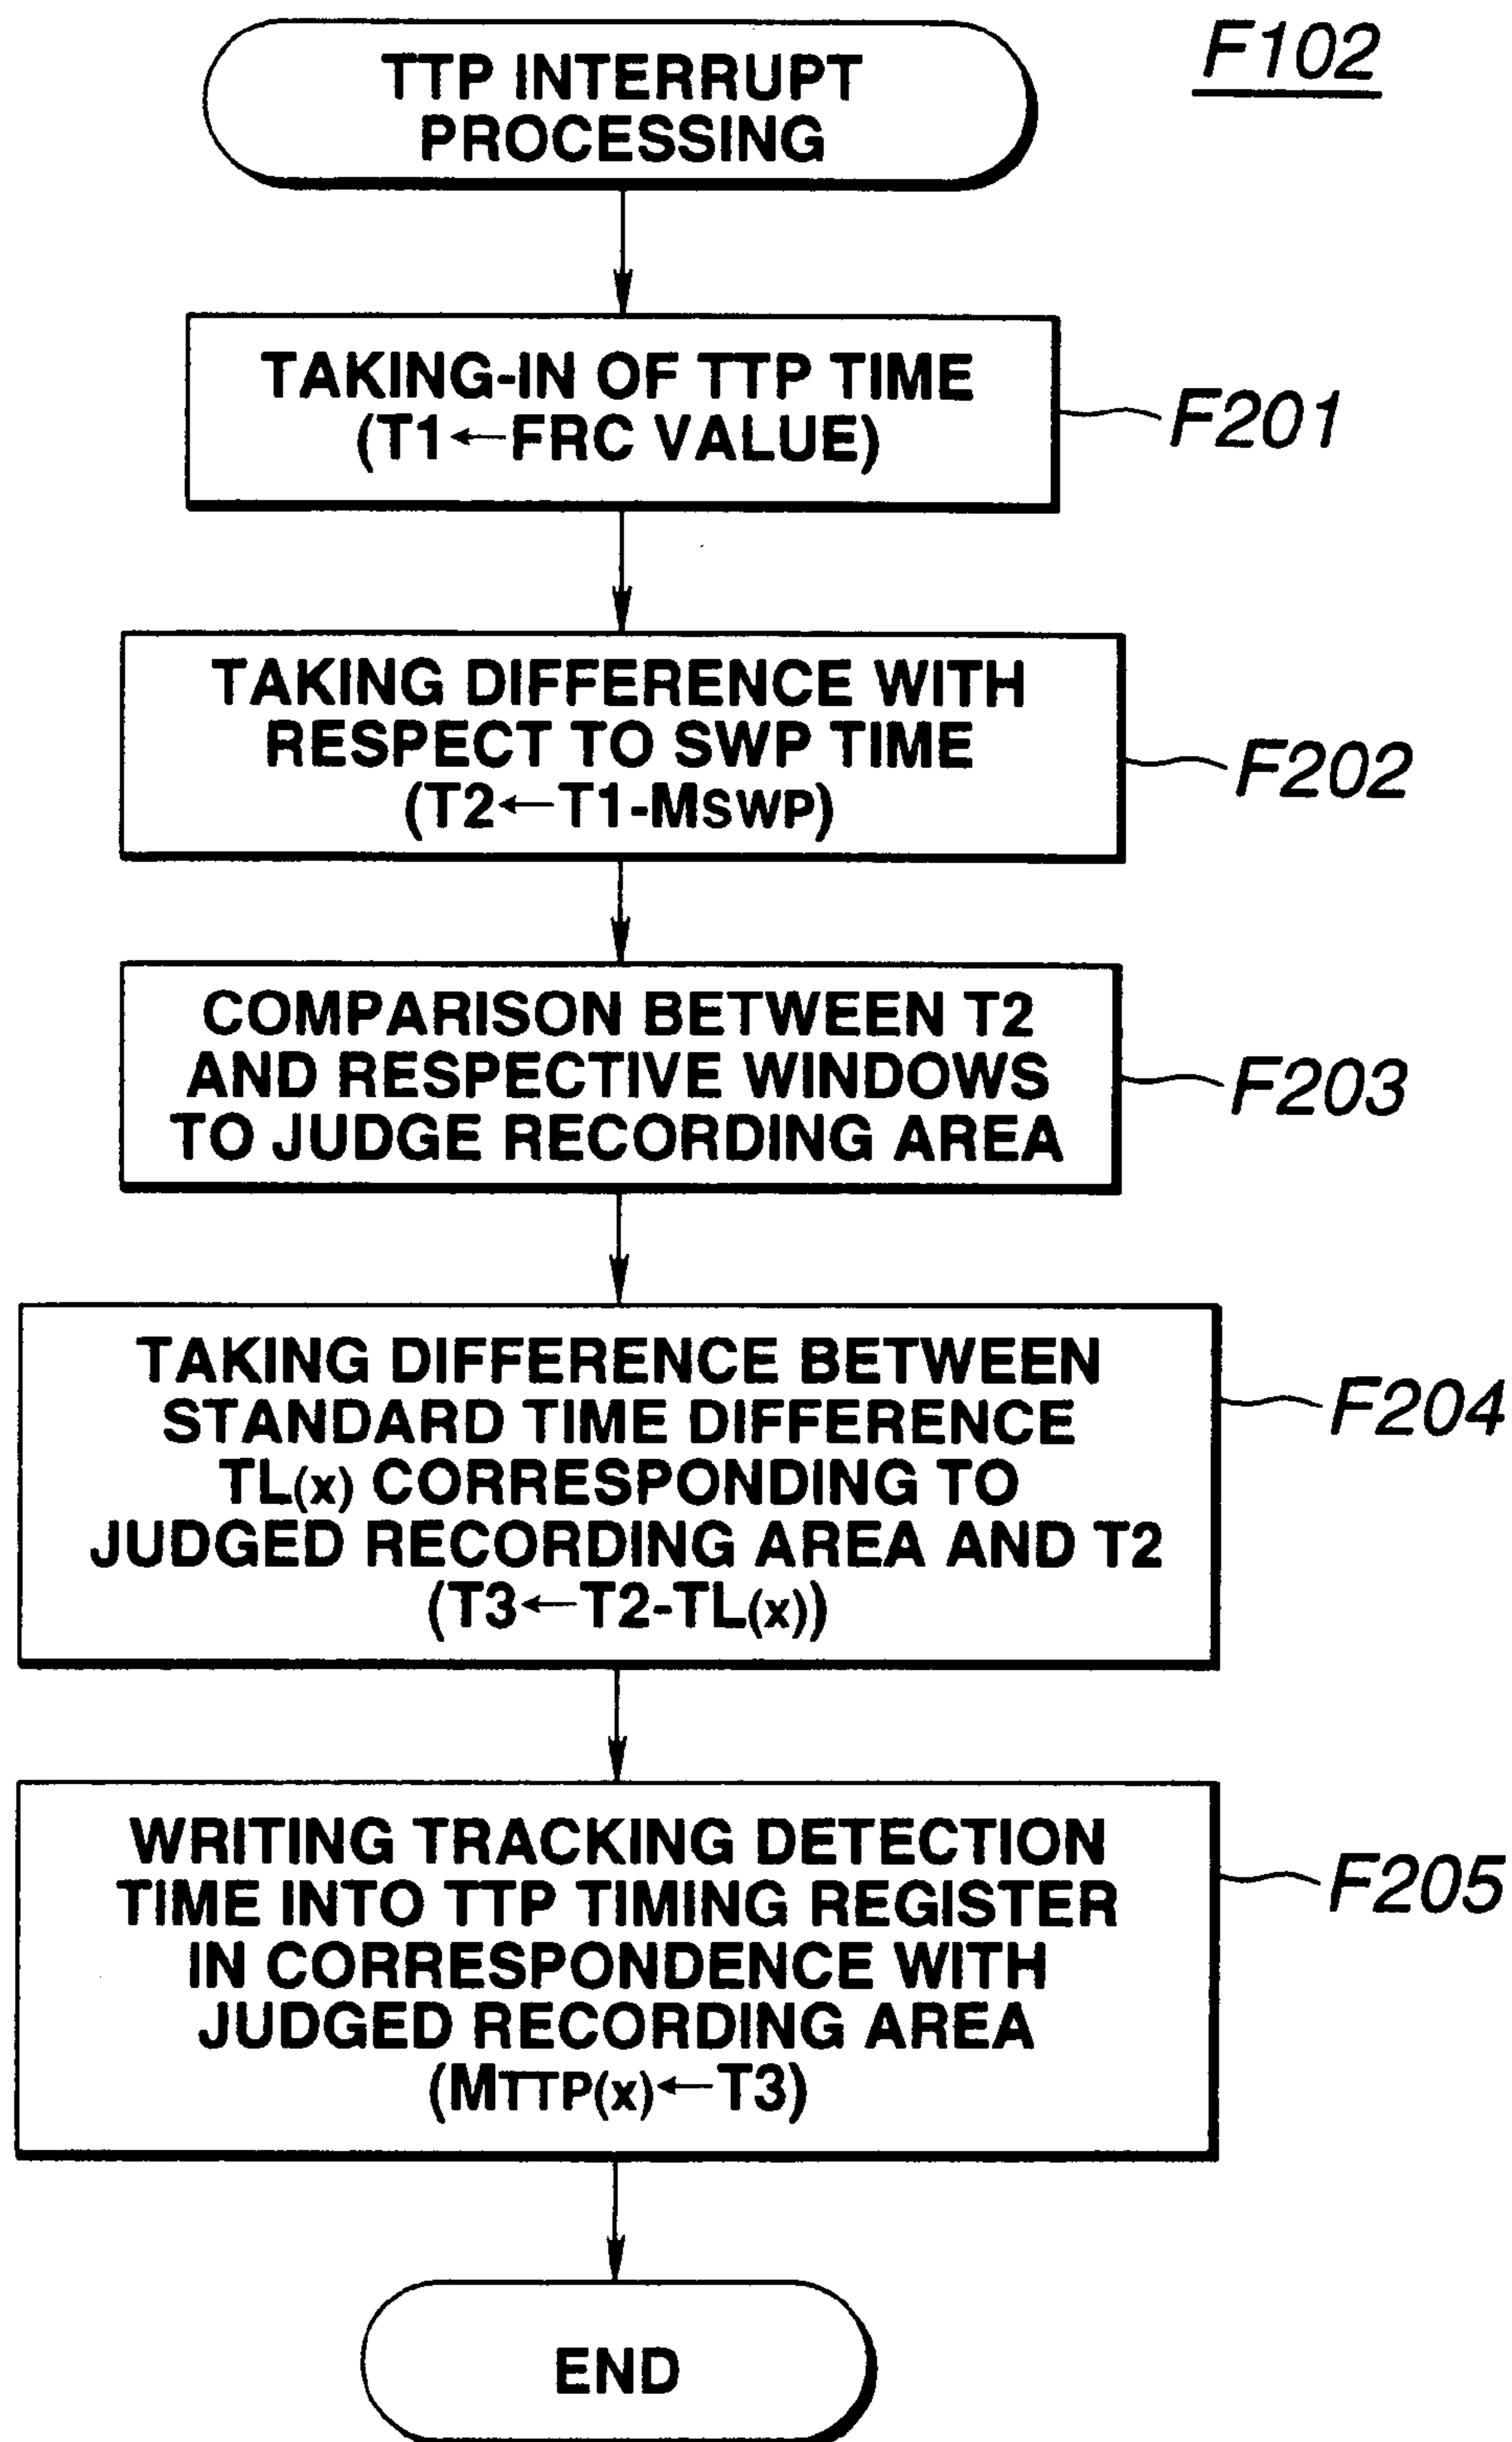 F102
TTP INTERRUPT
PROCESSING
TAKING-IN OF TTP TIME
(T1←FRC VALUE)
F201
TAKING DIFFERENCE WITH
RESPECT TO SWP TIME
(T2←T1-MSWP)
F202
COMPARISON BETWEEN T2
AND RESPECTIVE WINDOWS
TO JUDGE RECORDING AREA
F203
TAKING DIFFERENCE BETWEEN
STANDARD TIME DIFFERENCE
TL(x) CORRESPONDING TO
JUDGED RECORDING AREA AND T2
(T3←T2-TL(x))
F204
WRITING TRACKING DETECTION
TIME INTO TTP TIMING REGISTER
IN CORRESPONDENCE WITH
JUDGED RECORDING AREA
(MTTP(x)←T3)
F205
END